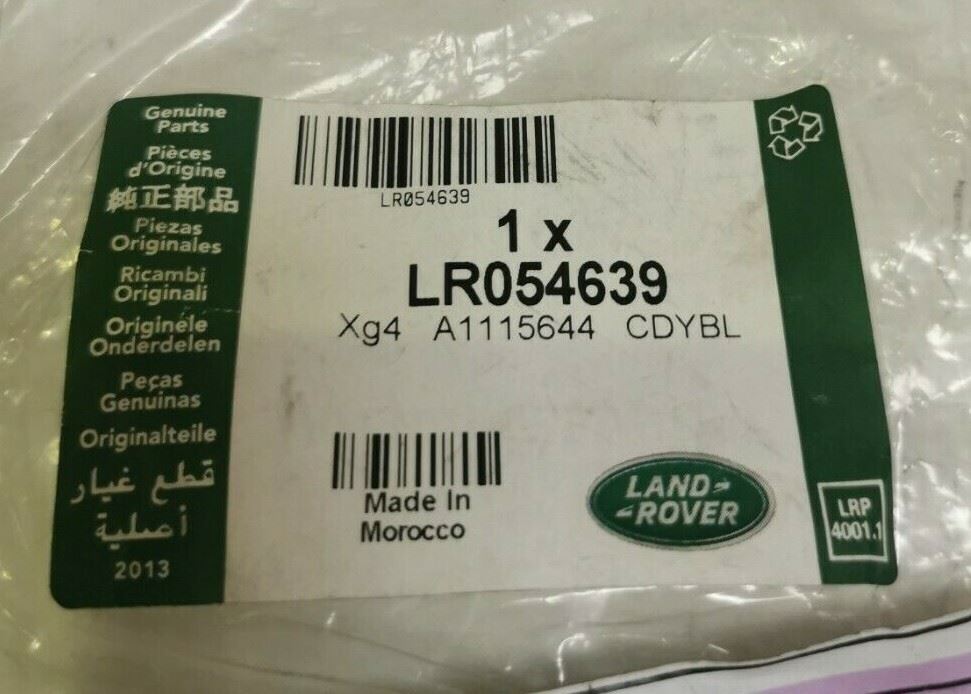 Genuine
Parts
Pièces
d'Origine
純正部品
Piezas
Originales
Ricambi
Originali
Originéle
Onderdelen
Peças
Genuinas
Originalteile
قطع غيار
أصلية
2013
LR054639
1 x
LR054639
Xg4 A1115644 CDYBL
Made In
Morocco
LAND
ROVER
LRP
4001.1